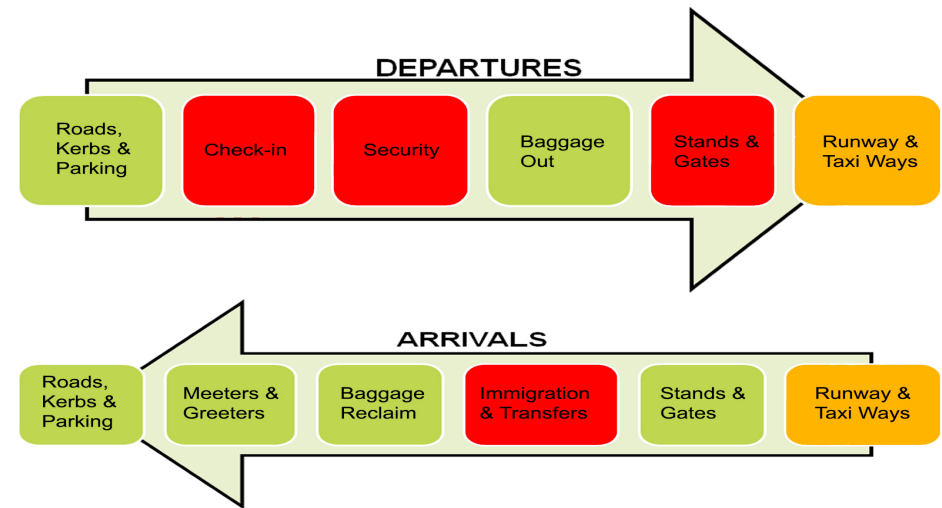 DEPARTURES
Roads,
Kerbs &
Parking
Check-in
Security
Baggage
Out
Stands &
Gates
Runway &
Taxi Ways
ARRIVALS
Roads,
Kerbs &
Parking
Meeters &
Greeters
Baggage
Reclaim
Immigration
& Transfers
Stands &
Gates
Runway &
Taxi Ways